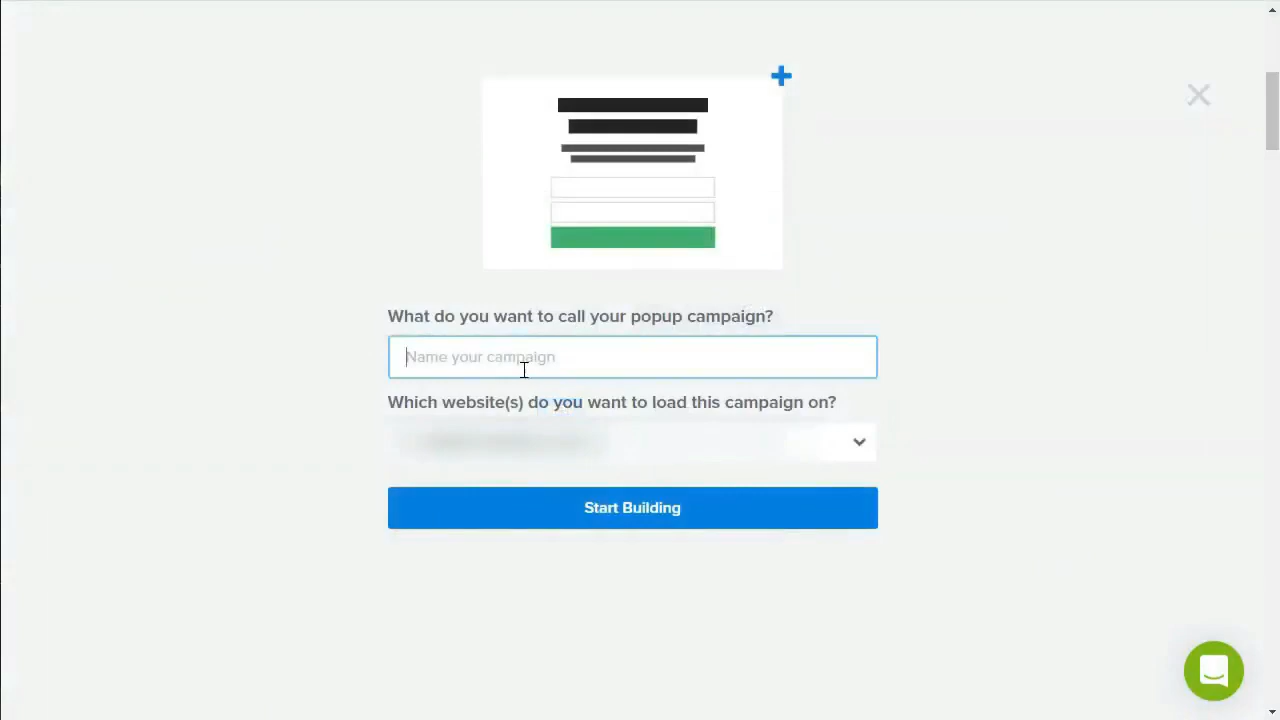 What do you want to call your popup campaign?
Name your campaign
Which website(s) do you want to load this campaign on?
Start Building